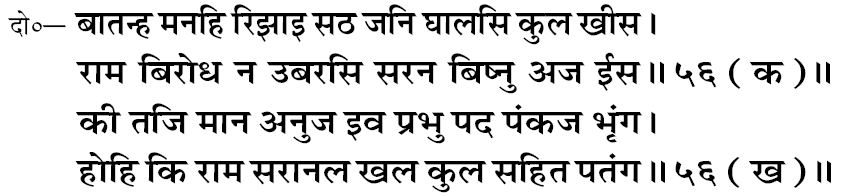 दो०— बातन्ह मनहि रिझाइ सठ जनि घालसि कुल खीस।
राम बिरोध न उबरसि सरन बिष्नु अज ईस॥ ५६ ( क )॥
की तजि मान अनुज इव प्रभु पद पंकज भृंग।
होहि कि राम सरानल खल कुल सहित पतंग॥ ५६ ( ख )॥